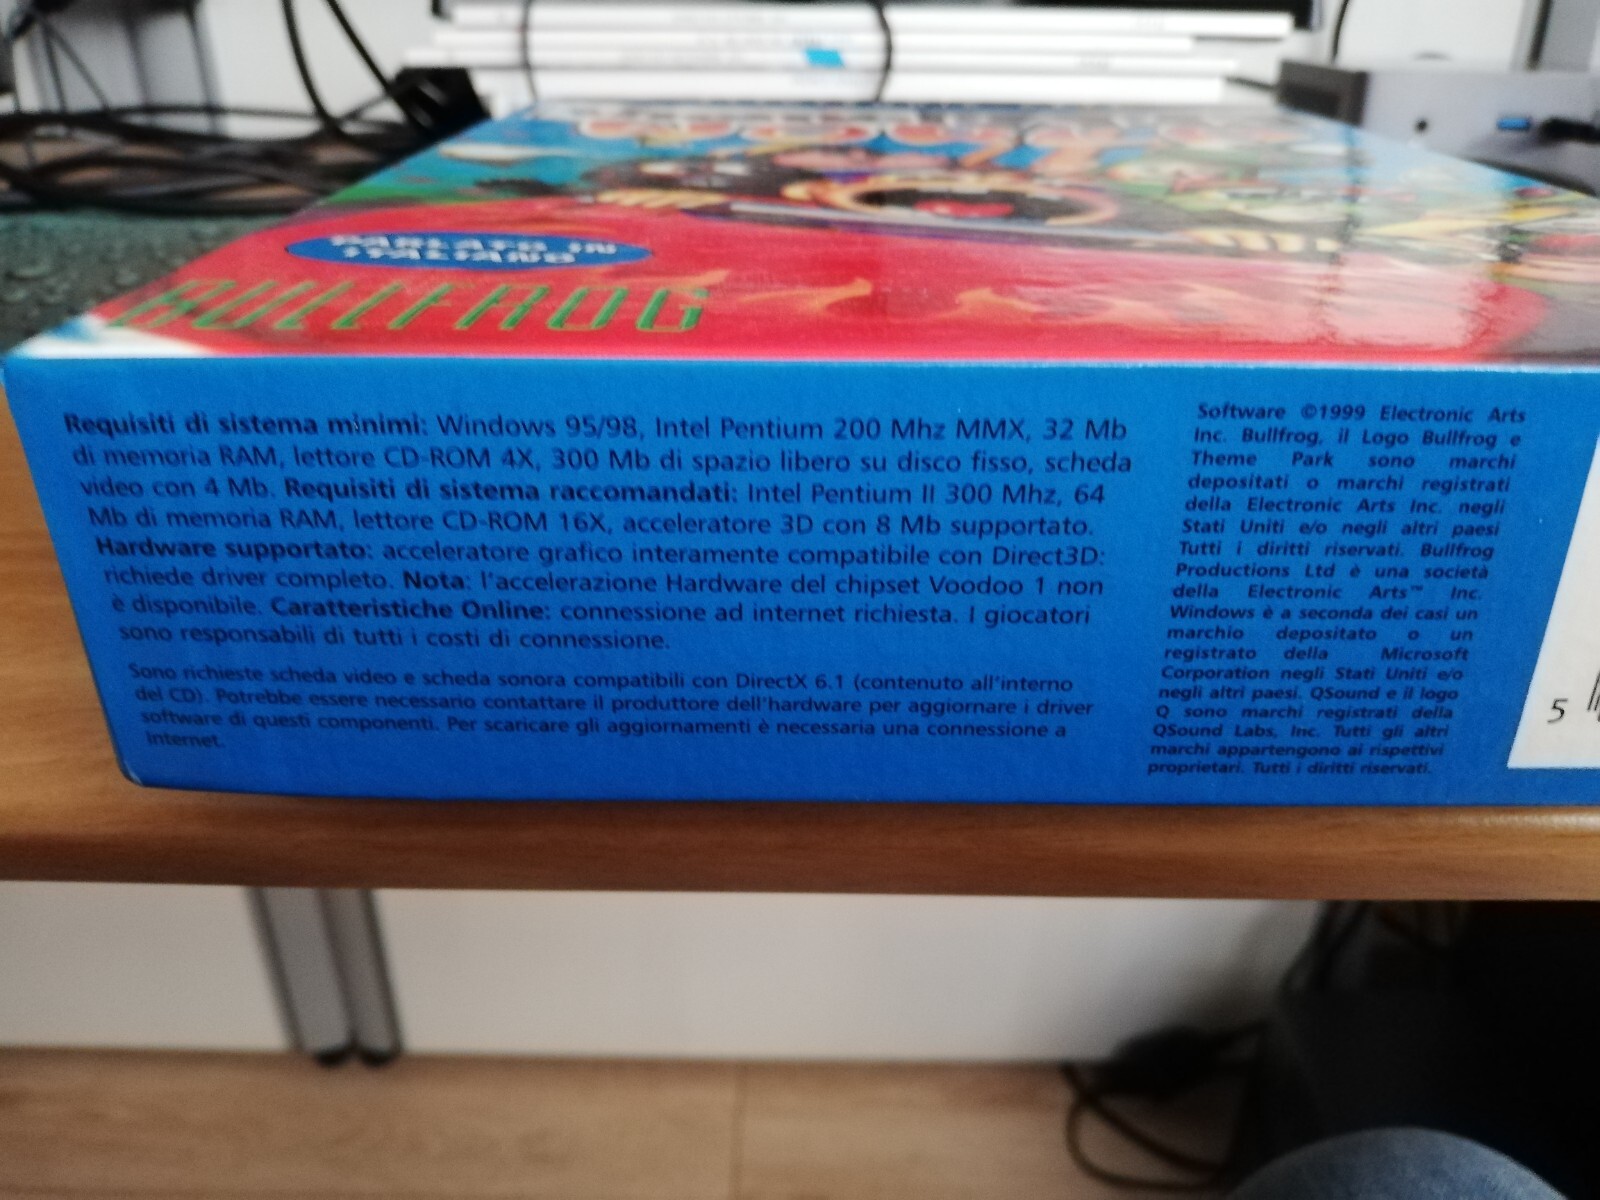 PARLATO IN
ITALIANO
BULLFROG
Requisiti di sistema minimi: Windows 95/98, Intel Pentium 200 Mhz MMX, 32 Mb
di memoria RAM, lettore CD-ROM 4X, 300 Mb di spazio libero su disco fisso, scheda
video con 4 Mb. Requisiti di sistema raccomandati: Intel Pentium II 300 Mhz, 64
Mb di memoria RAM, lettore CD-ROM 16X, acceleratore 3D con 8 Mb supportato.
Hardware supportato: acceleratore grafico interamente compatibile con Direct3D:
richiede driver completo. Nota: l'accelerazione Hardware del chipset Voodoo 1 non
è disponibile. Caratteristiche Online: connessione ad internet richiesta. I giocatori
sono responsabili di tutti i costi di connessione.
Sono richieste scheda video e scheda sonora compatibili con DirectX 6.1 (contenuto all'interno
del CD). Potrebbe essere necessario contattare il produttore dell'hardware per aggiornare i driver
software di questi componenti. Per scaricare gli aggiornamenti è necessaria una connessione a
Internet.
Software ©1999 Electronic Arts
Inc. Bullfrog, il Logo Bullfrog e
Theme Park sono marchi
depositati o marchi registrati
della Electronic Arts Inc. negli
Stati Uniti e/o negli altri paesi
Tutti i diritti riservati. Bullfrog
Productions Ltd è una società
della Electronic Arts™ Inc.
Windows è a seconda dei casi un
marchio depositato o un
registrato della Microsoft
Corporation negli Stati Uniti e/o
negli altri paesi. QSound e il logo
Q sono marchi registrati della
QSound Labs, Inc. Tutti gli altri
marchi appartengono ai rispettivi
proprietari. Tutti i diritti riservati.
5